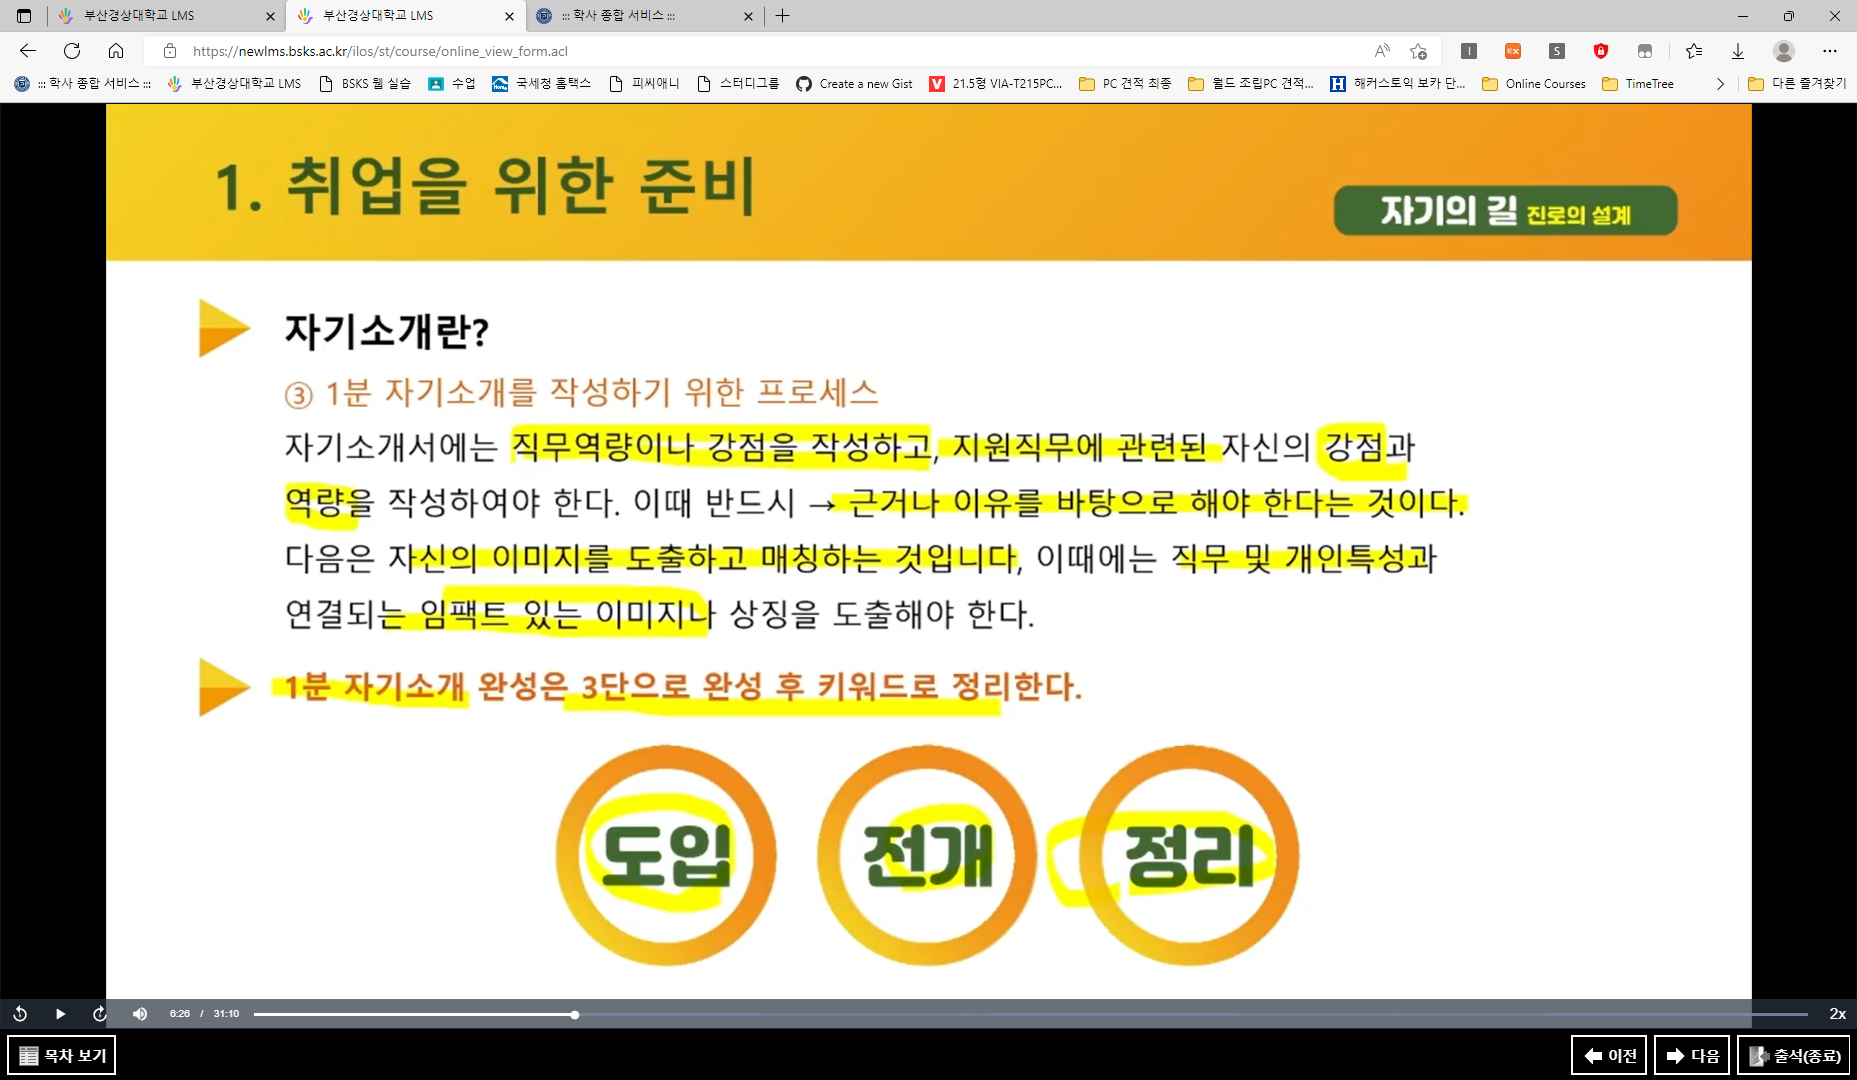 부산경상대학교 LMS
부산경상대학교 LMS
::: 학사 종합 서비스 :::
https://newlms.bsks.ac.kr/ilos/st/course/online_view_form.acl
::: 학사 종합 서비스 :::
부산경상대학교 LMS
BSKS 웹 실습
수업
국세청 홈택스
피씨애니
스터디그룹
Create a new Gist
21.5형 VIA-T215PC...
PC 견적 최종
월드 조립PC 견적...
해커스토익 보카 단...
Online Courses
TimeTree
다른 즐겨찾기
1. 취업을 위한 준비
자기의 길 진로의 설계
자기소개란?
③ 1분 자기소개를 작성하기 위한 프로세스
자기소개서에는 직무역량이나 강점을 작성하고, 지원직무에 관련된 자신의 강점과
역량을 작성하여야 한다. 이때 반드시 → 근거나 이유를 바탕으로 해야 한다는 것이다.
다음은 자신의 이미지를 도출하고 매칭하는 것입니다, 이때에는 직무 및 개인특성과
연결되는 임팩트 있는 이미지나 상징을 도출해야 한다.
1분 자기소개 완성은 3단으로 완성 후 키워드로 정리한다.
도입
전개
정리
6:26 / 31:10
2x
목차 보기
이전
다음
출석(종료)